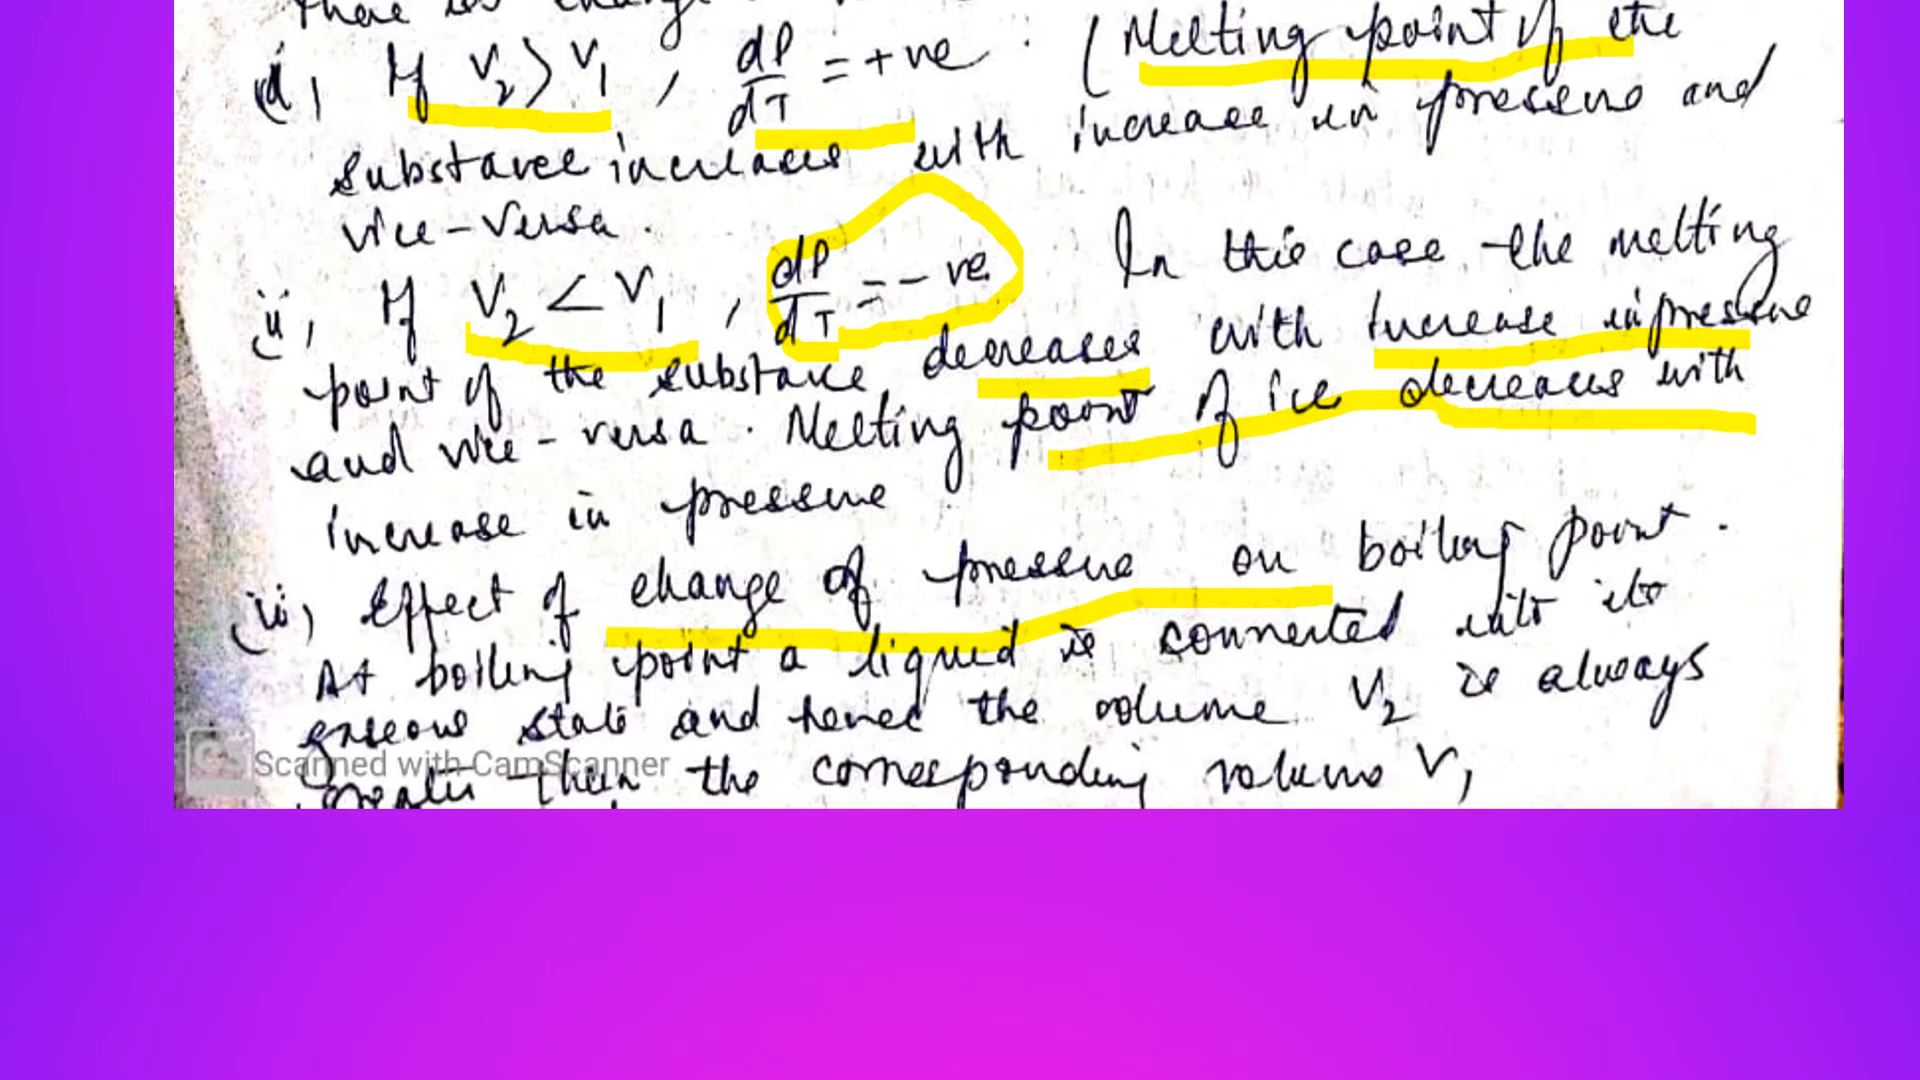 There is change
(i) If V2 > V1 , dP/dT = +ve . (Melting point of the
substance increases with increase in pressure and
vice-versa .
(ii) If V2 < V1 , dP/dT = - ve In this case the melting
point of the substance decreases with increase in pressure
and vice-versa . Melting point of ice decreases with
increase in pressure
Effect of change of pressure on boiling point .
At boiling point a liquid is converted into its
gaseous state and hence the volume V2 is always
greater than the corresponding volume V1
Scanned with CamScanner